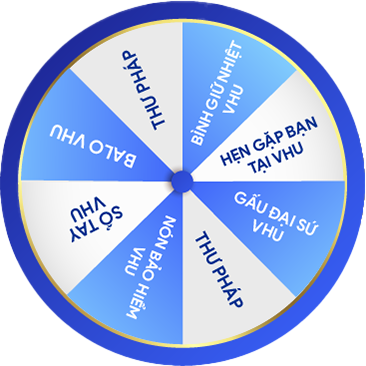 THƯ PHÁP
BÌNH GIỮ NHIỆT
VHU
HẸN GẶP BẠN
TẠI VHU
GẤU ĐẠI SỨ
VHU
THƯ PHÁP
NÓN BẢO HIỂM
VHU
SỔ TAY
VHU
BALO VHU